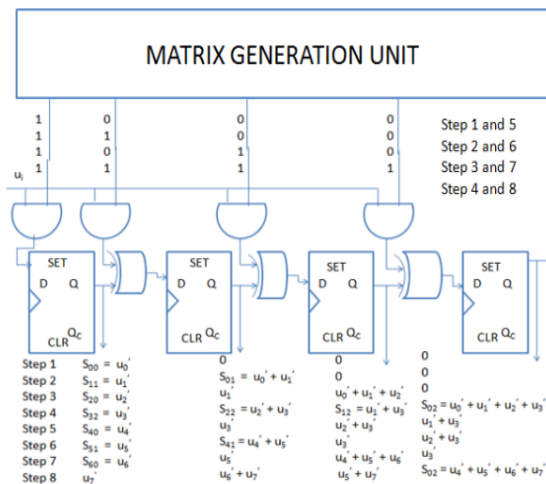 MATRIX GENERATION UNIT
1 0 0 0 Step 1 and 5
1 1 0 0 Step 2 and 6
1 0 1 0 Step 3 and 7
1 1 1 1 Step 4 and 8
uᵢ
SET SET SET SET
D Q D Q D Q D Q
Q_C Q_C Q_C Q_C
CLR CLR CLR CLR
Step 1 S₀₀ = u₀' 0 0 0
Step 2 S₁₁ = u₁' S₀₁ = u₀' + u₁' 0 0
Step 3 S₂₀ = u₂' u₁' u₀' + u₁' + u₂' 0
Step 4 S₃₂ = u₃' S₂₂ = u₂' + u₃' S₁₂ = u₁' + u₃' S₀₂ = u₀' + u₁' + u₂' + u₃'
Step 5 S₄₀ = u₄' u₃' u₂' + u₃' u₁' + u₃'
Step 6 S₅₁ = u₅' S₄₁ = u₄' + u₅' u₃' u₂' + u₃'
Step 7 S₆₀ = u₆' u₅' u₄' + u₅' + u₆' u₃'
Step 8 u₇' u₆' + u₇' u₅' + u₇' S₀₂ = u₄' + u₅' + u₆' + u₇'